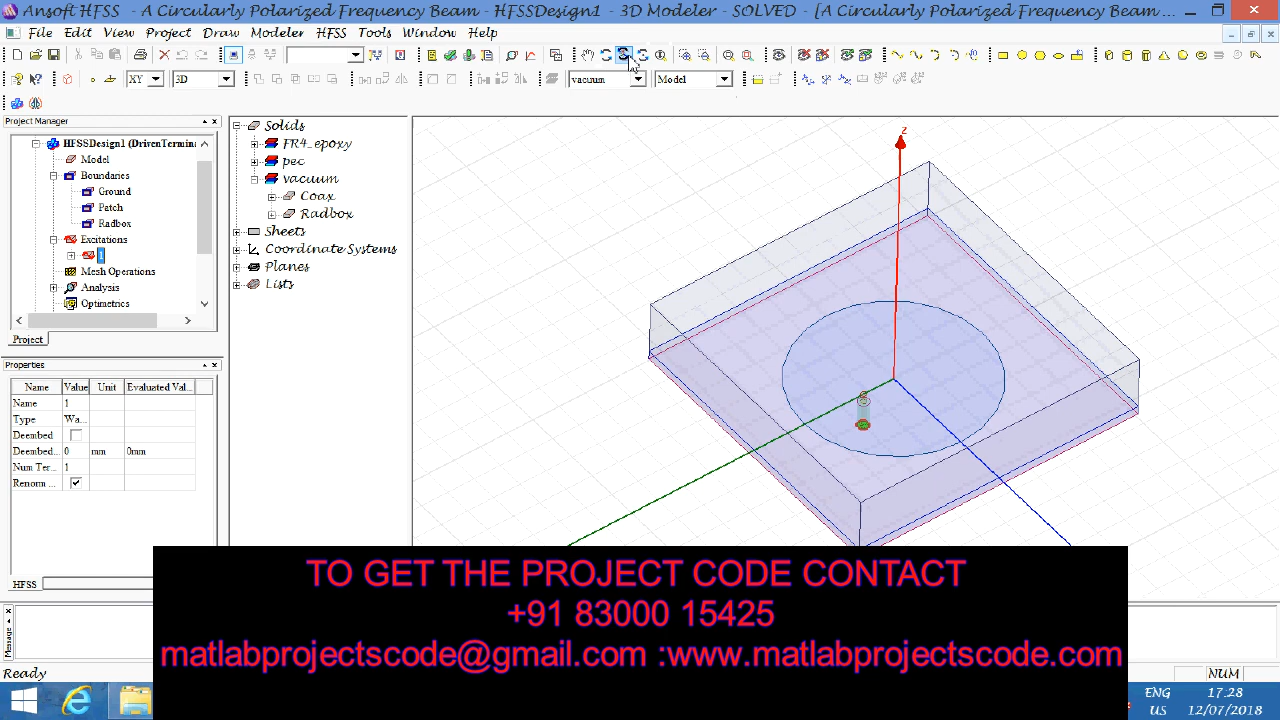 Ansoft HFSS - A Circularly Polarized Frequency Beam - HFSSDesign1 - 3D Modeler - SOLVED - [A Circularly Polarized Frequency Beam ...
File Edit View Project Draw Modeler HFSS Tools Window Help
XY 3D vacuum Model
Project Manager
HFSSDesign1 (DrivenTermin
Model
Boundaries
Ground
Patch
Radbox
Excitations
1
Mesh Operations
Analysis
Optimetrics
Project
Solids
FR4_epoxy
pec
vacuum
Coax
Radbox
Sheets
Coordinate Systems
Planes
Lists
Z
Properties
Name Value Unit Evaluated Val...
Name 1
Type Wa...
Deembed
Deembed... 0 mm 0mm
Num Ter... 1
Renorm ...
HFSS
Message
Ready
NUM
TO GET THE PROJECT CODE CONTACT
+91 83000 15425
matlabprojectscode@gmail.com :www.matlabprojectscode.com
ENG 17.28
US 12/07/2018